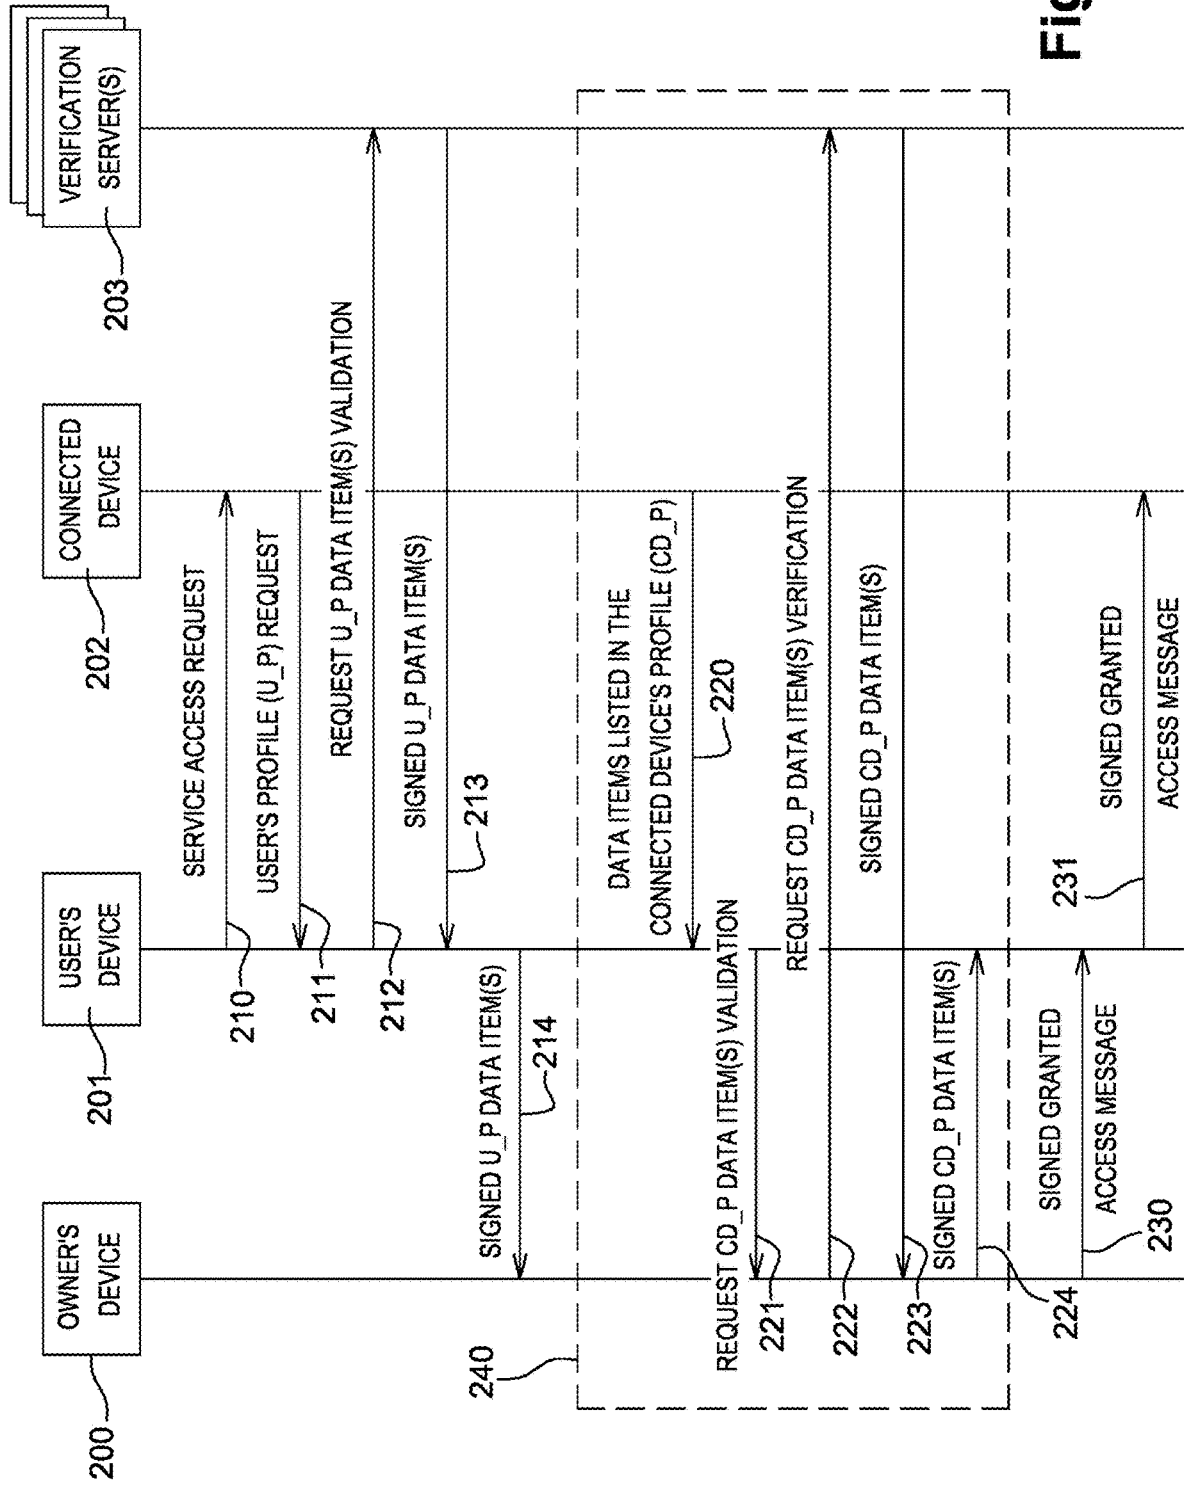 OWNER'S
DEVICE
200
USER'S
DEVICE
201
CONNECTED
DEVICE
202
VERIFICATION
SERVER(S)
203
SERVICE ACCESS REQUEST
210
USER'S PROFILE (U_P) REQUEST
211
REQUEST U_P DATA ITEM(S) VALIDATION
212
SIGNED U_P DATA ITEM(S)
213
SIGNED U_P DATA ITEM(S)
214
240
DATA ITEMS LISTED IN THE
CONNECTED DEVICE'S PROFILE (CD_P)
220
REQUEST CD_P DATA ITEM(S) VALIDATION
221
REQUEST CD_P DATA ITEM(S) VERIFICATION
222
SIGNED CD_P DATA ITEM(S)
223
SIGNED CD_P DATA ITEM(S)
224
SIGNED GRANTED
ACCESS MESSAGE
230
SIGNED GRANTED
ACCESS MESSAGE
231
Fig